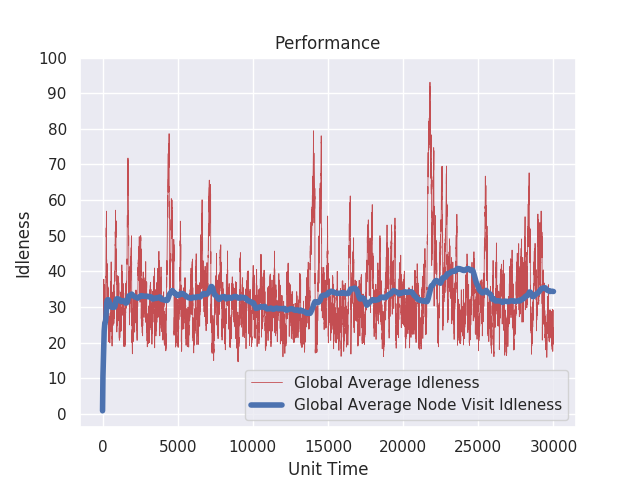 Performance
100
90
80
70
60
50
40
30
20
10
0
Idleness
0 5000 10000 15000 20000 25000 30000
Unit Time
Global Average Idleness
Global Average Node Visit Idleness